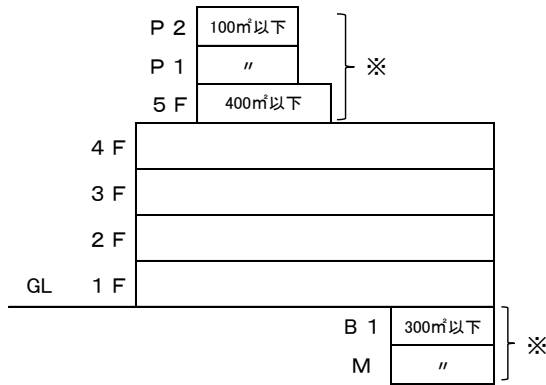 Ｐ２ 100㎡以下
Ｐ１ 〃 ※
５Ｆ 400㎡以下
４Ｆ
３Ｆ
２Ｆ
GL １Ｆ
Ｂ１ 300㎡以下 ※
Ｍ 〃